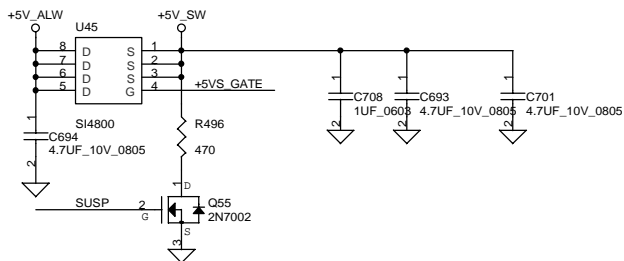 +5V_ALW
+5V_SW
U45
8 D S 1
7 D S 2
6 D S 3
5 D G 4
+5VS_GATE
SI4800
1
C694
4.7UF_10V_0805
2
R496
470
1
C708
1UF_0603
2
1
C693
4.7UF_10V_0805
2
1
C701
4.7UF_10V_0805
2
SUSP
2
G
1 D
Q55
2N7002
S
3